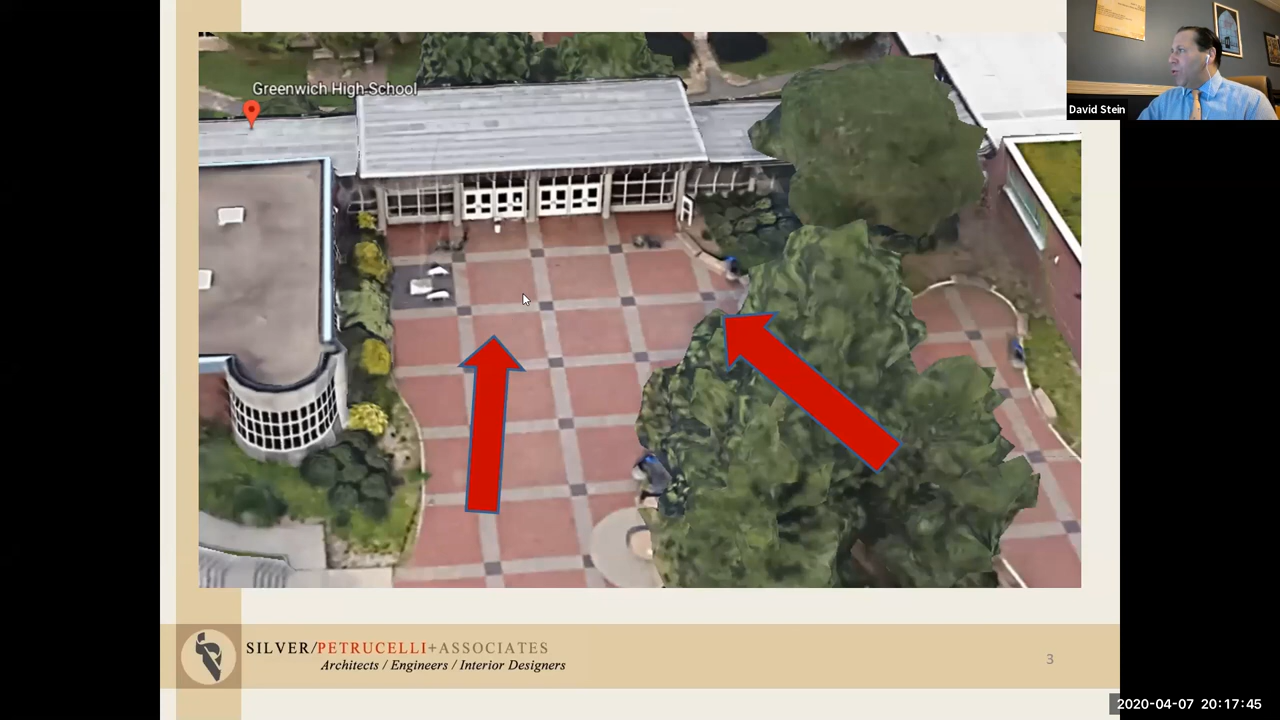 Greenwich High School
David Stein
SILVER/PETRUCELLI+ASSOCIATES
Architects / Engineers / Interior Designers
3
2020-04-07 20:17:45